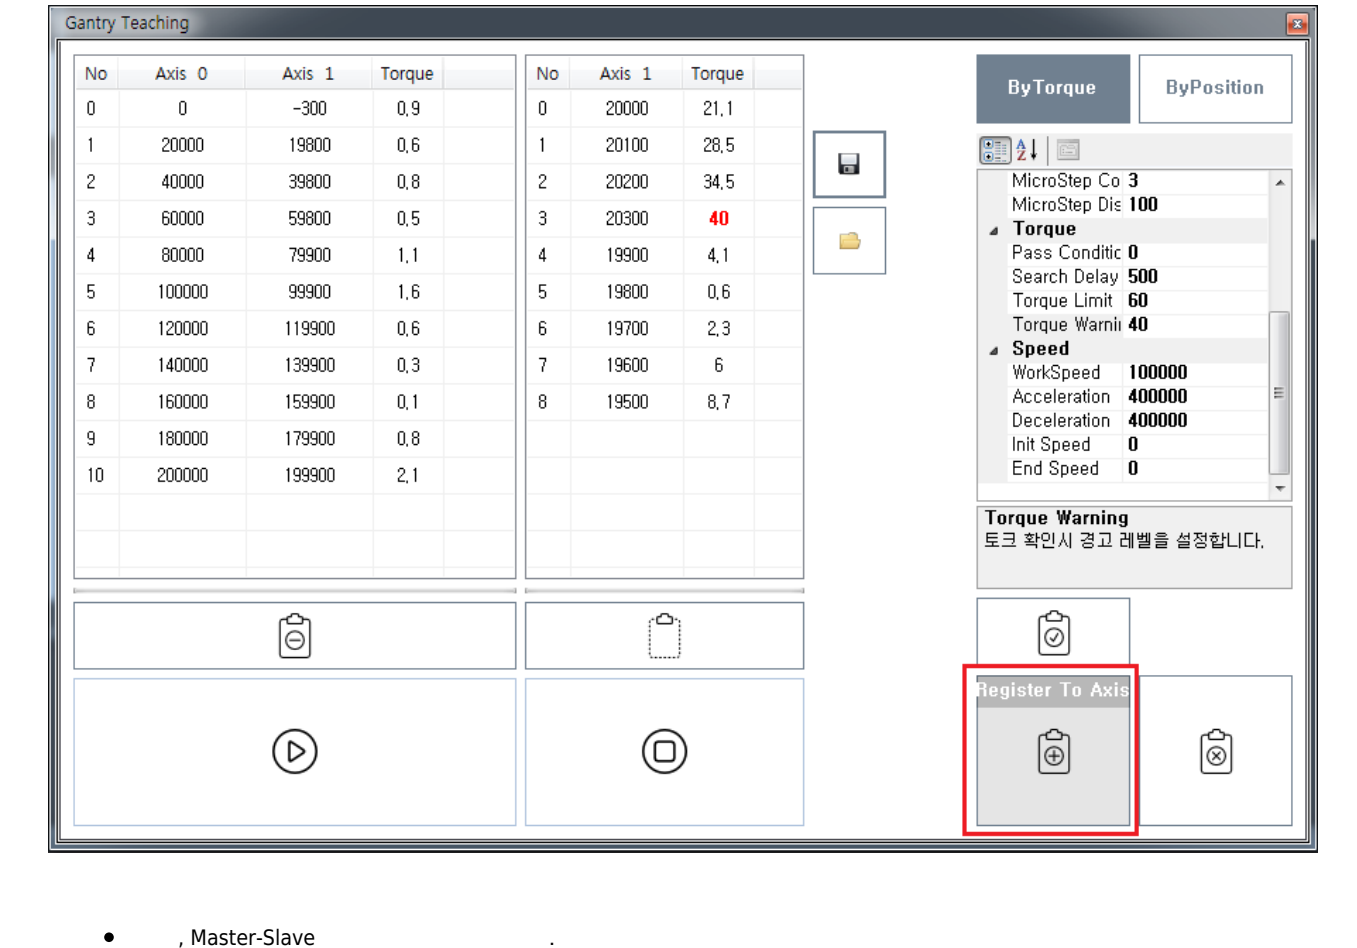 Gantry Teaching
No Axis 0 Axis 1 Torque
0 0 -300 0,9
1 20000 19800 0,6
2 40000 39800 0,8
3 60000 59800 0,5
4 80000 79900 1,1
5 100000 99900 1,6
6 120000 119900 0,6
7 140000 139900 0,3
8 160000 159900 0,1
9 180000 179900 0,8
10 200000 199900 2,1
No Axis 1 Torque
0 20000 21,1
1 20100 28,5
2 20200 34,5
3 20300 40
4 19900 4,1
5 19800 0,6
6 19700 2,3
7 19600 6
8 19500 8,7
ByTorque ByPosition
MicroStep Co 3
MicroStep Dis 100
Torque
Pass Conditic 0
Search Delay 500
Torque Limit 60
Torque Warnii 40
Speed
WorkSpeed 100000
Acceleration 400000
Deceleration 400000
Init Speed 0
End Speed 0
Torque Warning
토크 확인시 경고 레벨을 설정합니다.
Register To Axis
• , Master-Slave .